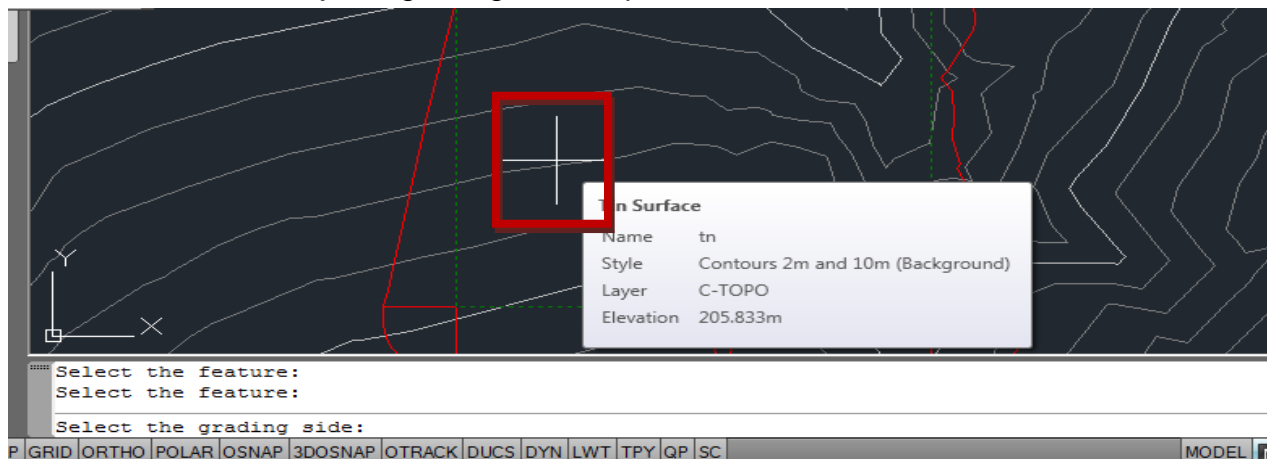 Y
X
Tin Surface
Name tn
Style Contours 2m and 10m (Background)
Layer C-TOPO
Elevation 205.833m
Select the feature:
Select the feature:
Select the grading side:
P GRID ORTHO POLAR OSNAP 3DOSNAP OTRACK DUCS DYN LWT TPY QP SC MODEL